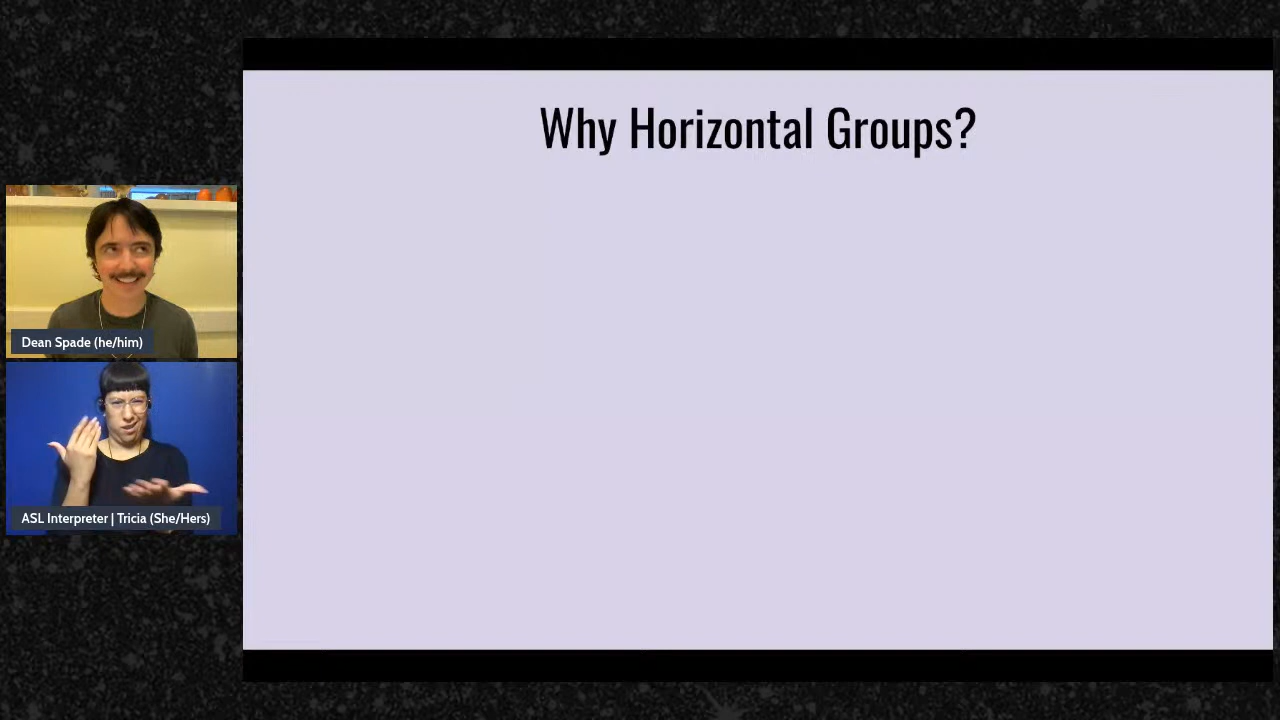 Why Horizontal Groups?
Dean Spade (he/him)
ASL Interpreter | Tricia (She/Hers)